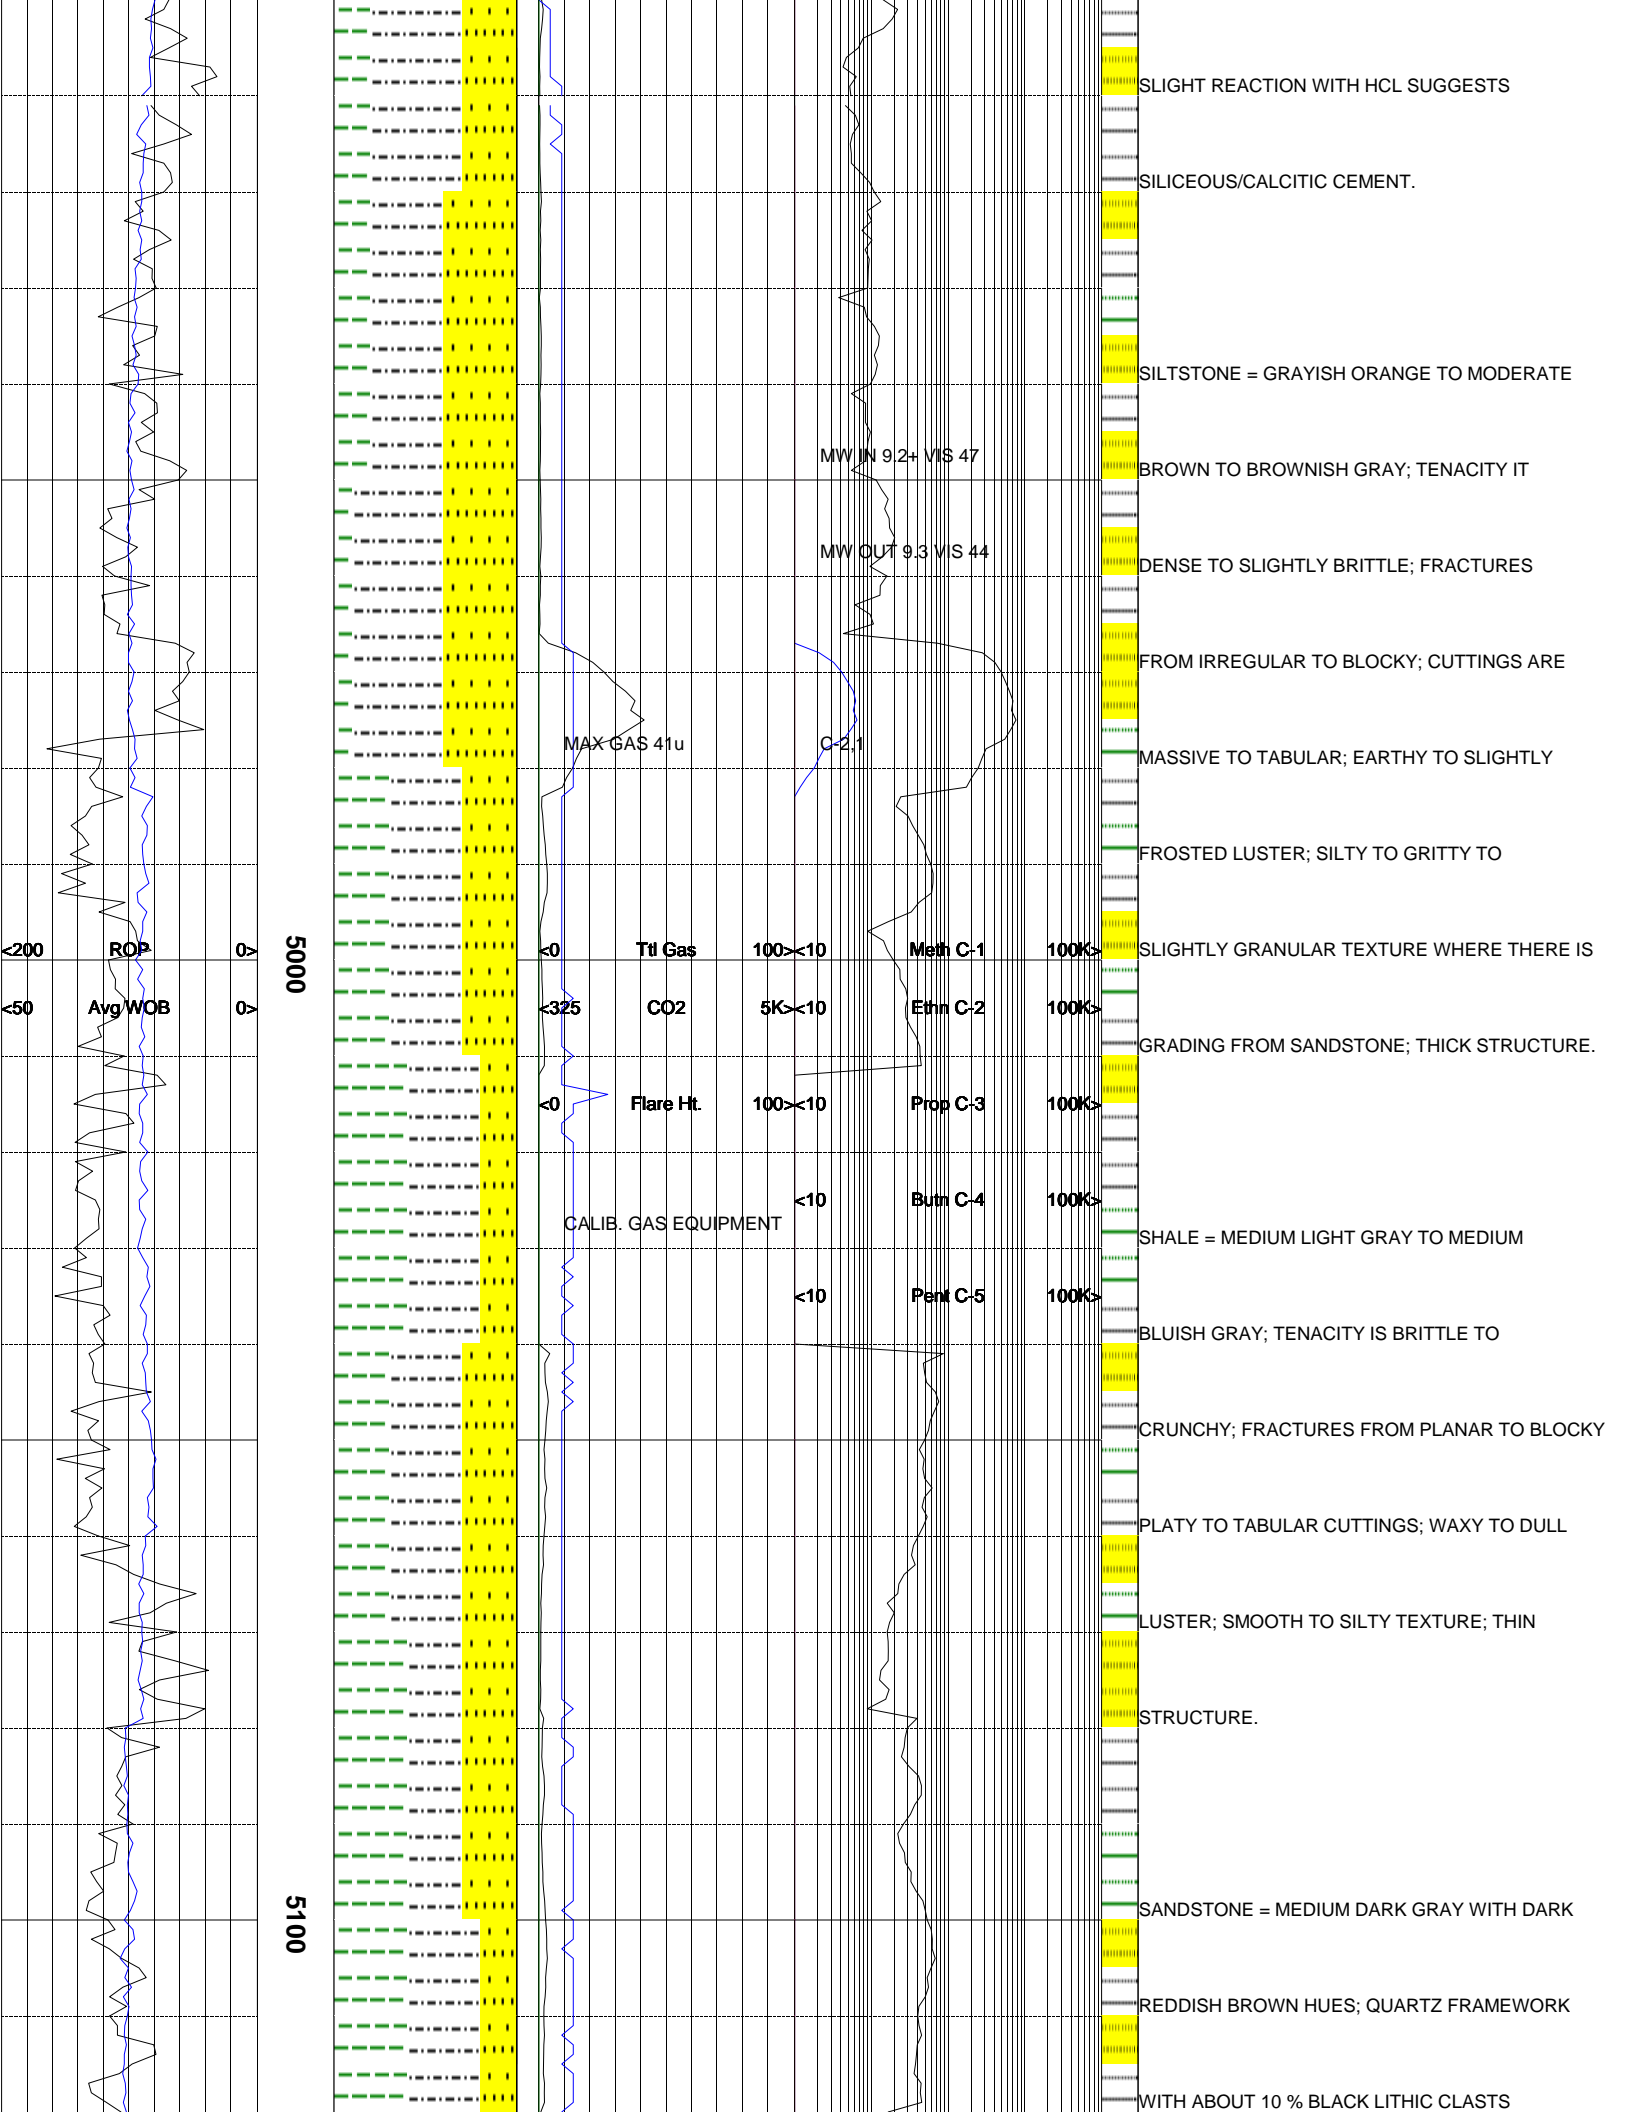 SLIGHT REACTION WITH HCL SUGGESTS
SILICEOUS/CALCITIC CEMENT.
SILTSTONE = GRAYISH ORANGE TO MODERATE
MW IN 9.2+ VIS 47
BROWN TO BROWNISH GRAY; TENACITY IT
MW OUT 9.3 VIS 44
DENSE TO SLIGHTLY BRITTLE; FRACTURES
FROM IRREGULAR TO BLOCKY; CUTTINGS ARE
MAX GAS 41u
C-2,1
MASSIVE TO TABULAR; EARTHY TO SLIGHTLY
FROSTED LUSTER; SILTY TO GRITTY TO
<200 ROP 0>
5000
<0 Ttl Gas 100>
<10 Meth C-1 100K>
SLIGHTLY GRANULAR TEXTURE WHERE THERE IS
<50 Avg WOB 0>
<325 CO2 5K>
<10 Ethn C-2 100K>
GRADING FROM SANDSTONE; THICK STRUCTURE.
<0 Flare Ht. 100>
<10 Prop C-3 100K>
<10 Butn C-4 100K>
CALIB. GAS EQUIPMENT
SHALE = MEDIUM LIGHT GRAY TO MEDIUM
<10 Pent C-5 100K>
BLUISH GRAY; TENACITY IS BRITTLE TO
CRUNCHY; FRACTURES FROM PLANAR TO BLOCKY
PLATY TO TABULAR CUTTINGS; WAXY TO DULL
LUSTER; SMOOTH TO SILTY TEXTURE; THIN
STRUCTURE.
5100
SANDSTONE = MEDIUM DARK GRAY WITH DARK
REDDISH BROWN HUES; QUARTZ FRAMEWORK
WITH ABOUT 10 % BLACK LITHIC CLASTS